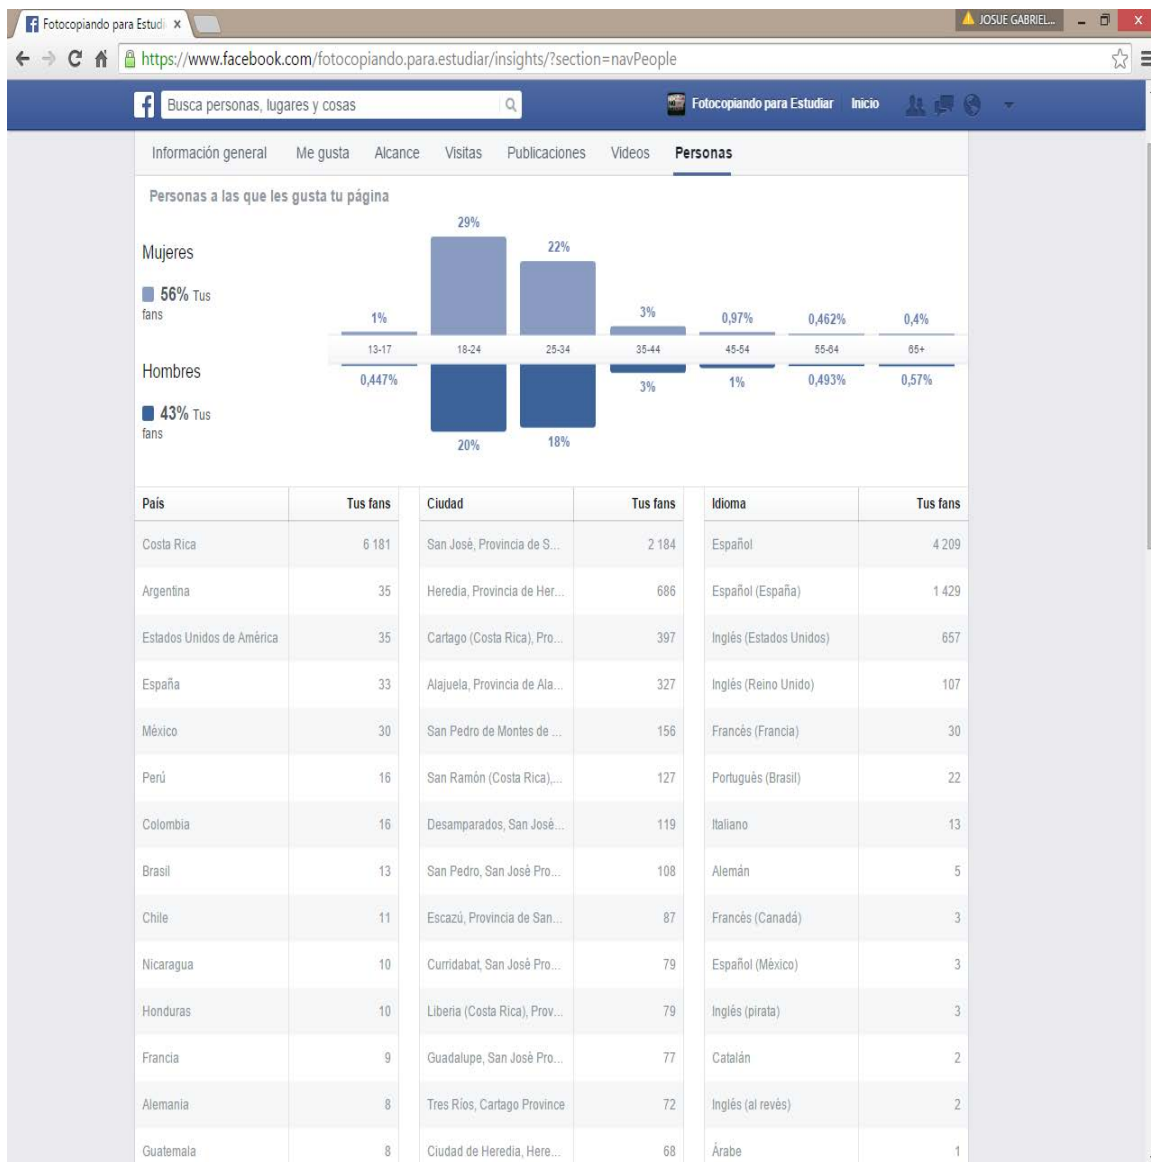 Fotocopiando para Estudi
JOSUE GABRIEL...
https://www.facebook.com/fotocopiando.para.estudiar/insights/?section=navPeople
Busca personas, lugares y cosas
Fotocopiando para Estudiar Inicio
Información general Me gusta Alcance Visitas Publicaciones Videos Personas
Personas a las que les gusta tu página
29%
22%
Mujeres
56% Tus
fans
1% 3% 0,97% 0,462% 0,4%
13-17 18-24 25-34 35-44 45-54 55-64 65+
Hombres
0,447% 3% 1% 0,493% 0,57%
43% Tus
fans
20% 18%
País Tus fans Ciudad Tus fans Idioma Tus fans
Costa Rica 6 181 San José, Provincia de S... 2 184 Español 4 209
Argentina 35 Heredia, Provincia de Her... 686 Español (España) 1 429
Estados Unidos de América 35 Cartago (Costa Rica), Pro... 397 Inglés (Estados Unidos) 657
España 33 Alajuela, Provincia de Ala... 327 Inglés (Reino Unido) 107
México 30 San Pedro de Montes de ... 156 Francés (Francia) 30
Perú 16 San Ramón (Costa Rica),... 127 Portugués (Brasil) 22
Colombia 16 Desamparados, San José... 119 Italiano 13
Brasil 13 San Pedro, San José Pro... 108 Alemán 5
Chile 11 Escazú, Provincia de San... 87 Francés (Canadá) 3
Nicaragua 10 Curridabat, San José Pro... 79 Español (México) 3
Honduras 10 Liberia (Costa Rica), Prov... 79 Inglés (pirata) 3
Francia 9 Guadalupe, San José Pro... 77 Catalán 2
Alemania 8 Tres Ríos, Cartago Province 72 Inglés (al revés) 2
Guatemala 8 Ciudad de Heredia, Here... 68 Árabe 1